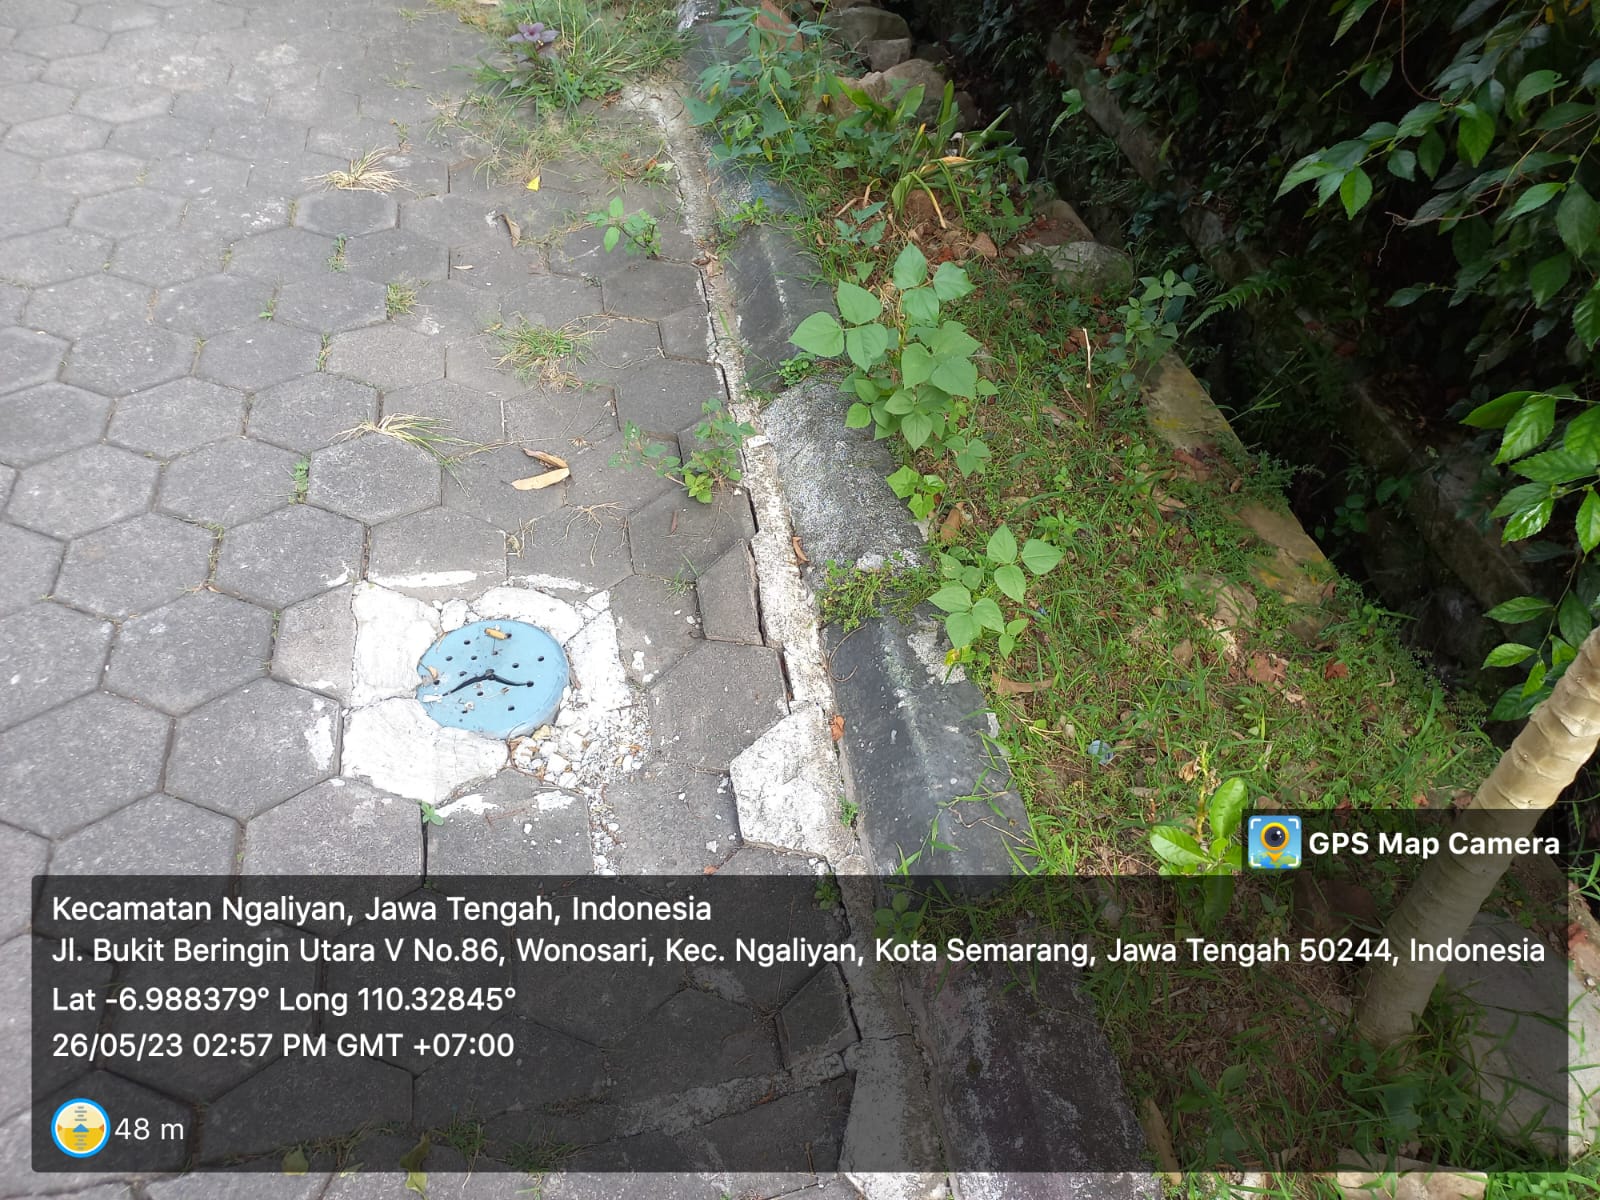 GPS Map Camera
Kecamatan Ngaliyan, Jawa Tengah, Indonesia
Jl. Bukit Beringin Utara V No.86, Wonosari, Kec. Ngaliyan, Kota Semarang, Jawa Tengah 50244, Indonesia
Lat -6.988379° Long 110.32845°
26/05/23 02:57 PM GMT +07:00
48 m